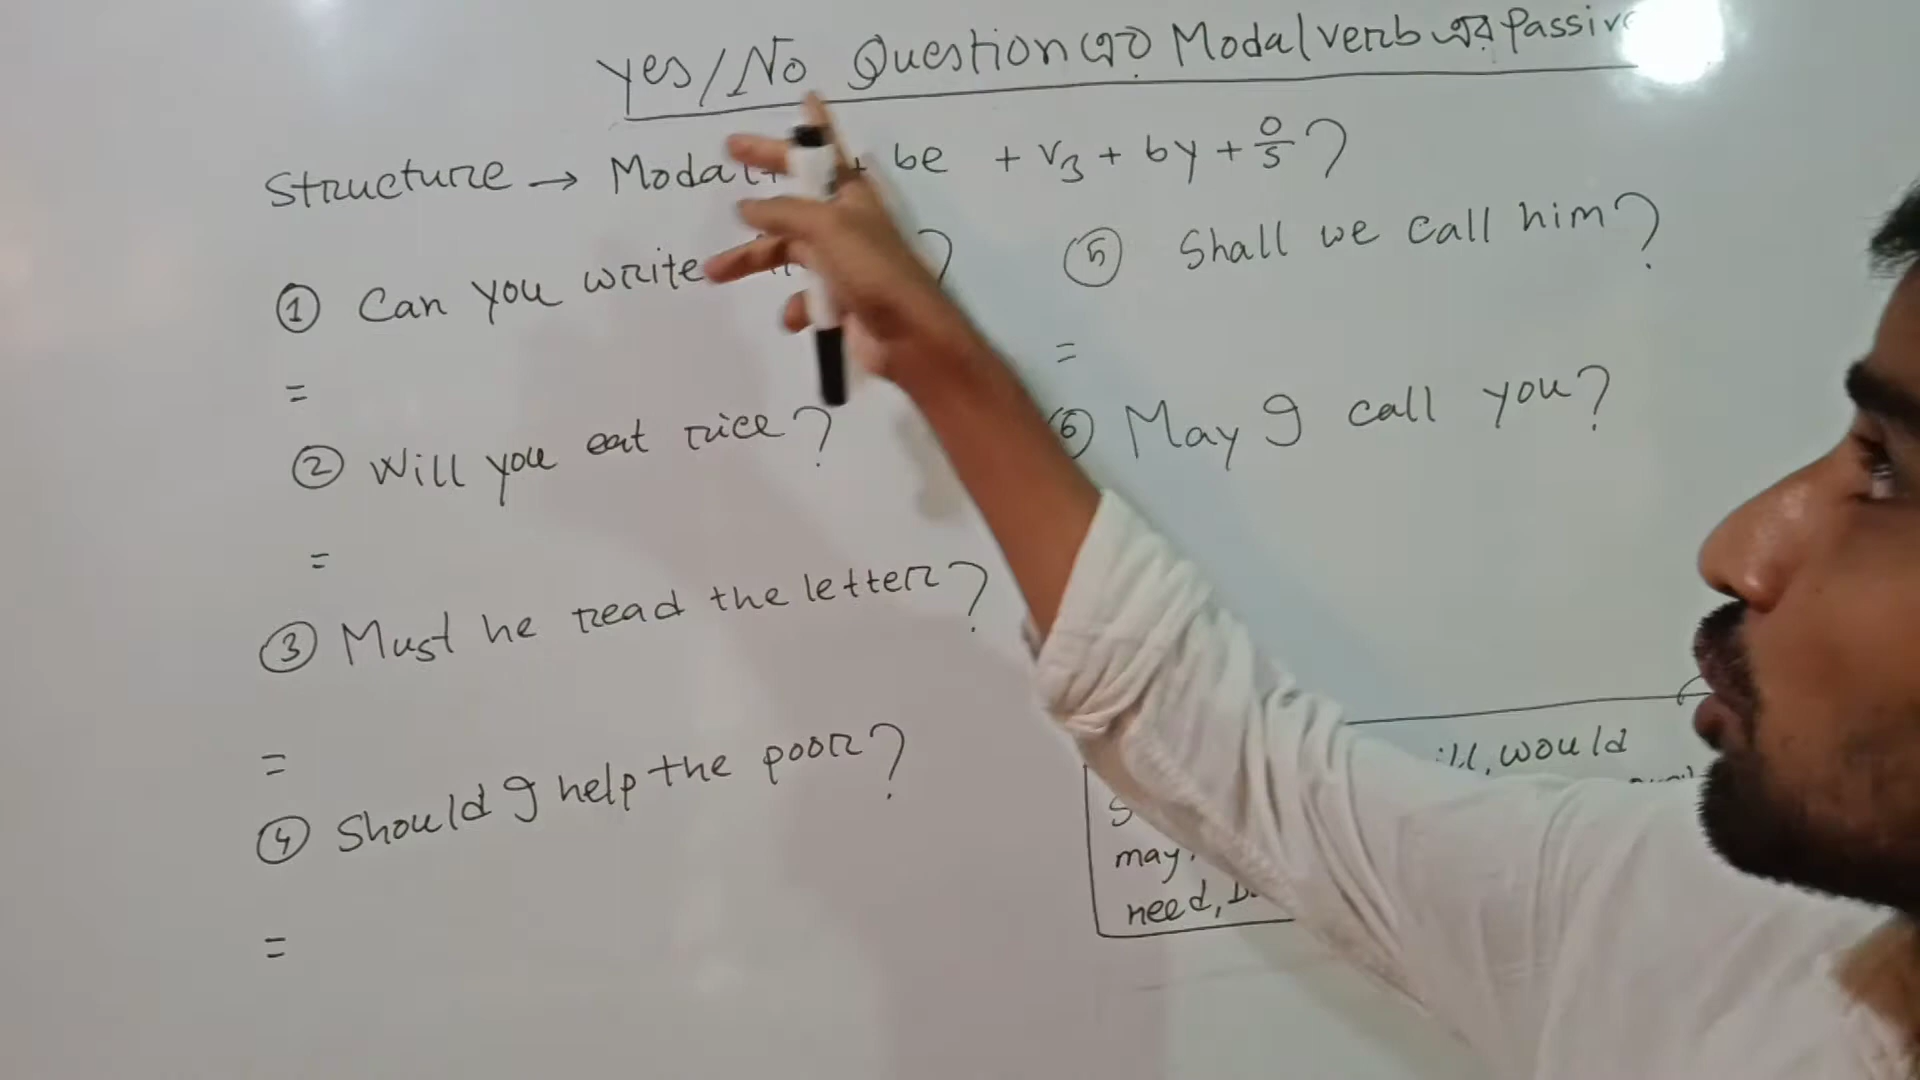 Yes/No Question এর Modal verb এর Passive
Structure → Modal + be + V3 + by + O/S?
① Can you write ?
=
② Will you eat rice?
=
③ Must he read the letter?
=
④ Should I help the poor?
=
⑤ Shall we call him?
=
⑥ May I call you?
would
may,
need,